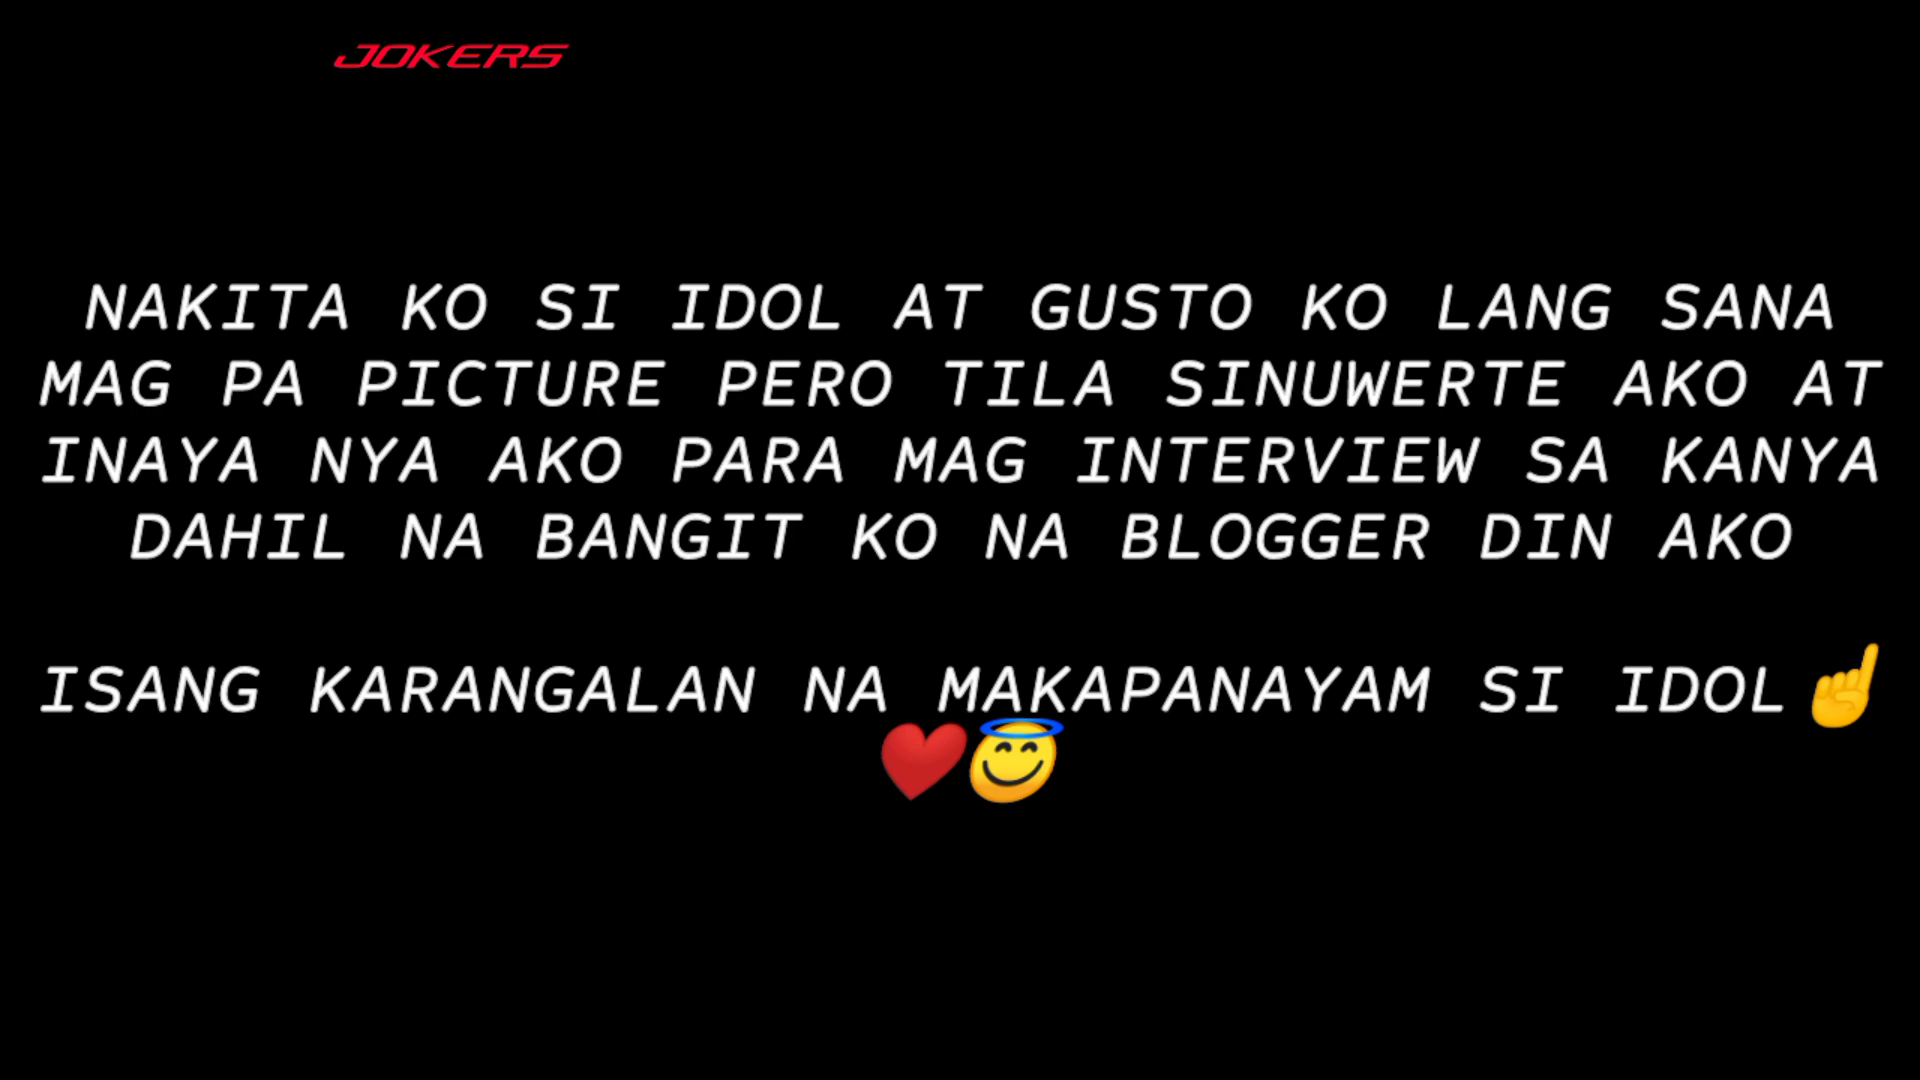 JOKERS
NAKITA KO SI IDOL AT GUSTO KO LANG SANA
MAG PA PICTURE PERO TILA SINUWERTE AKO AT
INAYA NYA AKO PARA MAG INTERVIEW SA KANYA
DAHIL NA BANGIT KO NA BLOGGER DIN AKO
ISANG KARANGALAN NA MAKAPANAYAM SI IDOL☝️
❤️😇